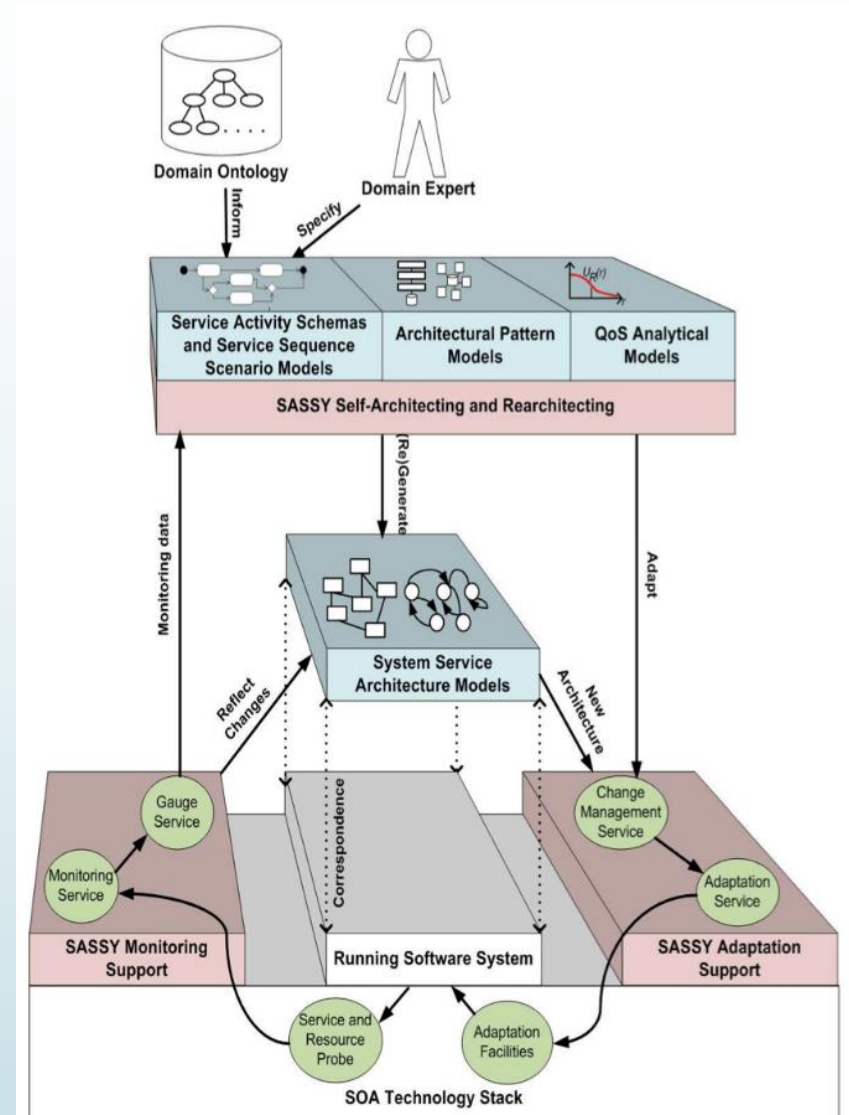 Domain Ontology
Domain Expert
Inform
Specify
U_R(r)
r
Service Activity Schemas
and Service Sequence
Scenario Models
Architectural Pattern
Models
QoS Analytical
Models
SASSY Self-Architecting and Rearchitecting
Monitoring data
(Re)Generate
Adapt
System Service
Architecture Models
Reflect
Changes
New
Architecture
Correspondence
Gauge
Service
Monitoring
Service
Change
Management
Service
Adaptation
Service
SASSY Monitoring
Support
Running Software System
SASSY Adaptation
Support
Service and
Resource
Probe
Adaptation
Facilities
SOA Technology Stack